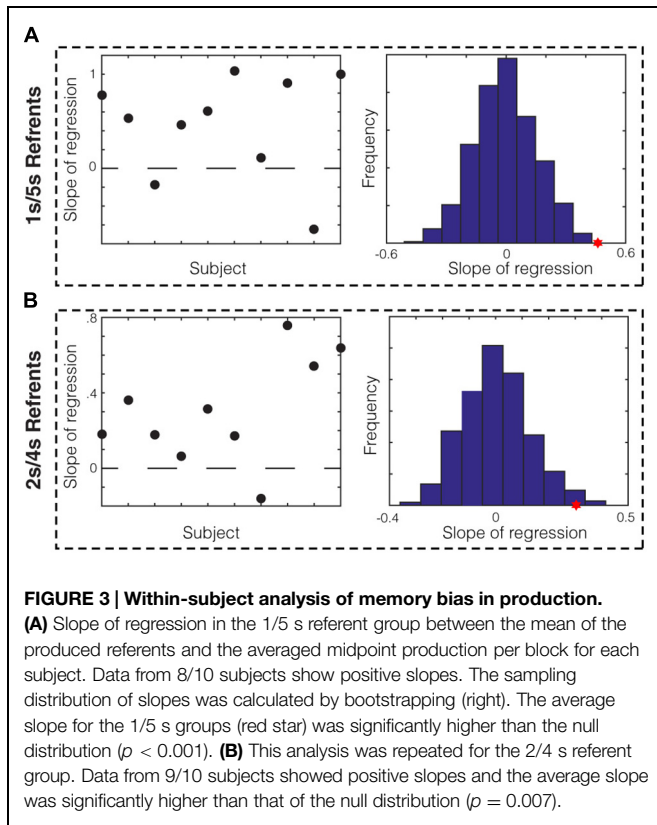 A
1s/5s Refrents
Slope of regression
1
0
Subject
Frequency
-0.6
0
0.6
Slope of regression
B
2s/4s Refrents
Slope of regression
.8
.4
0
Subject
Frequency
-0.4
0
0.5
Slope of regression
FIGURE 3 | Within-subject analysis of memory bias in production.
(A) Slope of regression in the 1/5 s referent group between the mean of the
produced referents and the averaged midpoint production per block for each
subject. Data from 8/10 subjects show positive slopes. The sampling
distribution of slopes was calculated by bootstrapping (right). The average
slope for the 1/5 s groups (red star) was significantly higher than the null
distribution (p < 0.001). (B) This analysis was repeated for the 2/4 s referent
group. Data from 9/10 subjects showed positive slopes and the average slope
was significantly higher than that of the null distribution (p = 0.007).